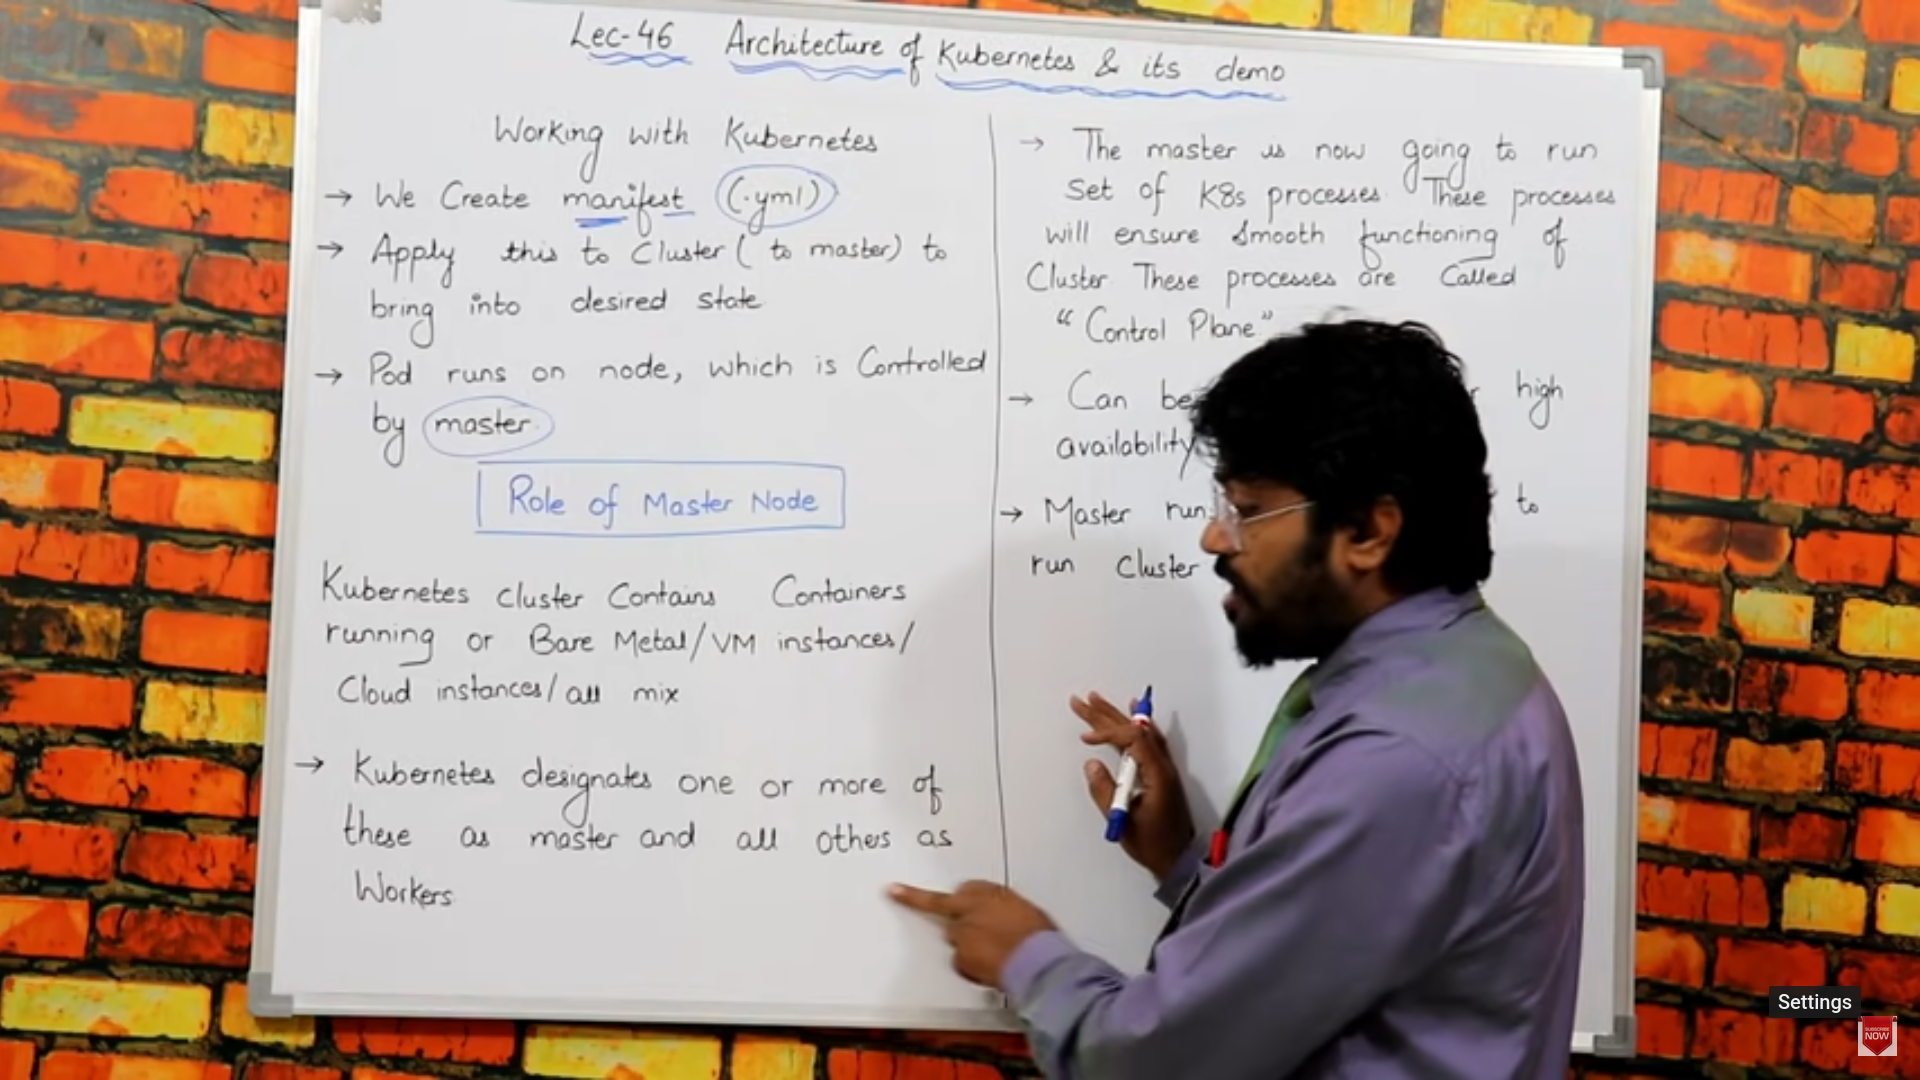 Lec-46 Architecture of Kubernetes & its demo
Working with Kubernetes
→ We Create manifest (.yml)
→ Apply this to Cluster ( to master) to
bring into desired state
→ Pod runs on node, which is Controlled
by master.
Role of Master Node
Kubernetes cluster Contains Containers
running or Bare Metal/VM instances/
Cloud instances/all mix
→ Kubernetes designates one or more of
these as master and all others as
Workers.
→ The master is now going to run
set of K8s processes. These processes
will ensure smooth functioning of
Cluster These processes are Called
"Control Plane"
→ Can be high
availability
→ Master run to
run cluster
Settings
SUBSCRIBE
NOW